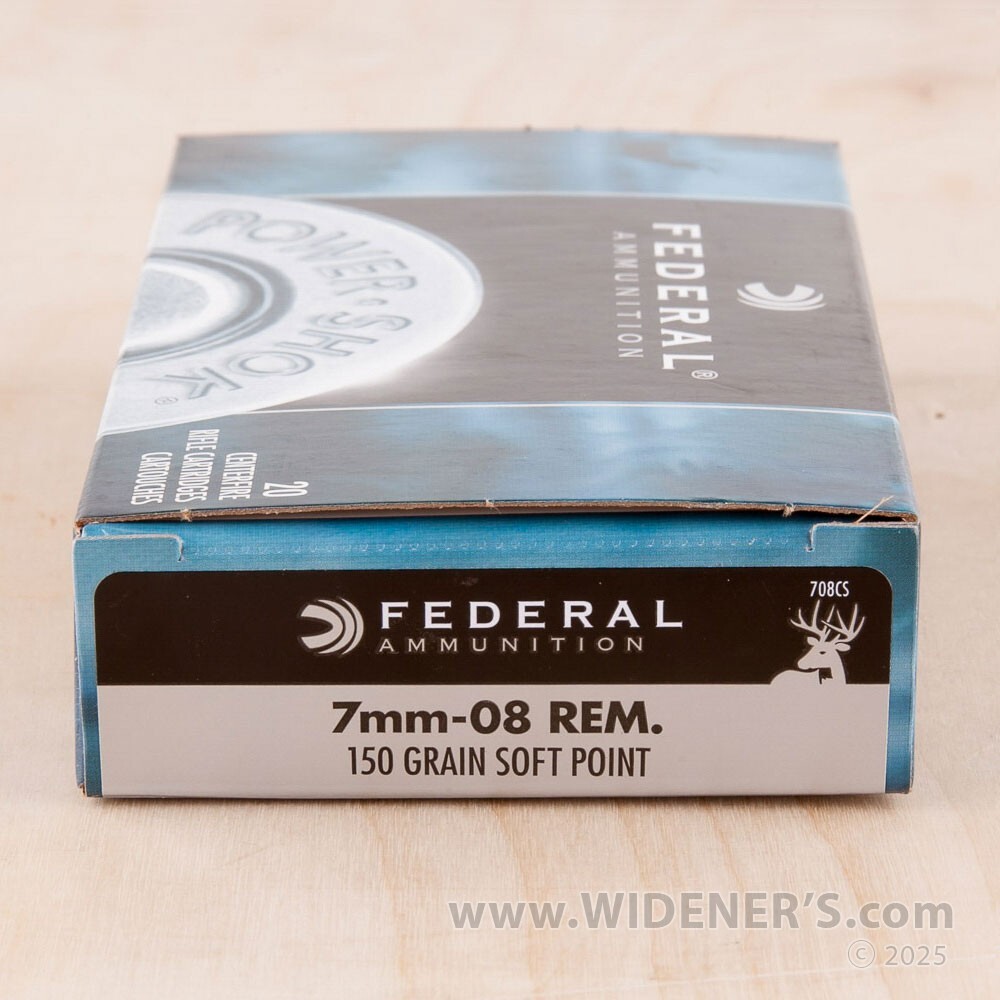 POWER·SHOK®
FEDERAL®
AMMUNITION
20
CENTERFIRE
RIFLE CARTRIDGES
CARTOUCHES
708CS
FEDERAL
AMMUNITION
7mm-08 REM.
150 GRAIN SOFT POINT
www.WIDENER'S.com
© 2025